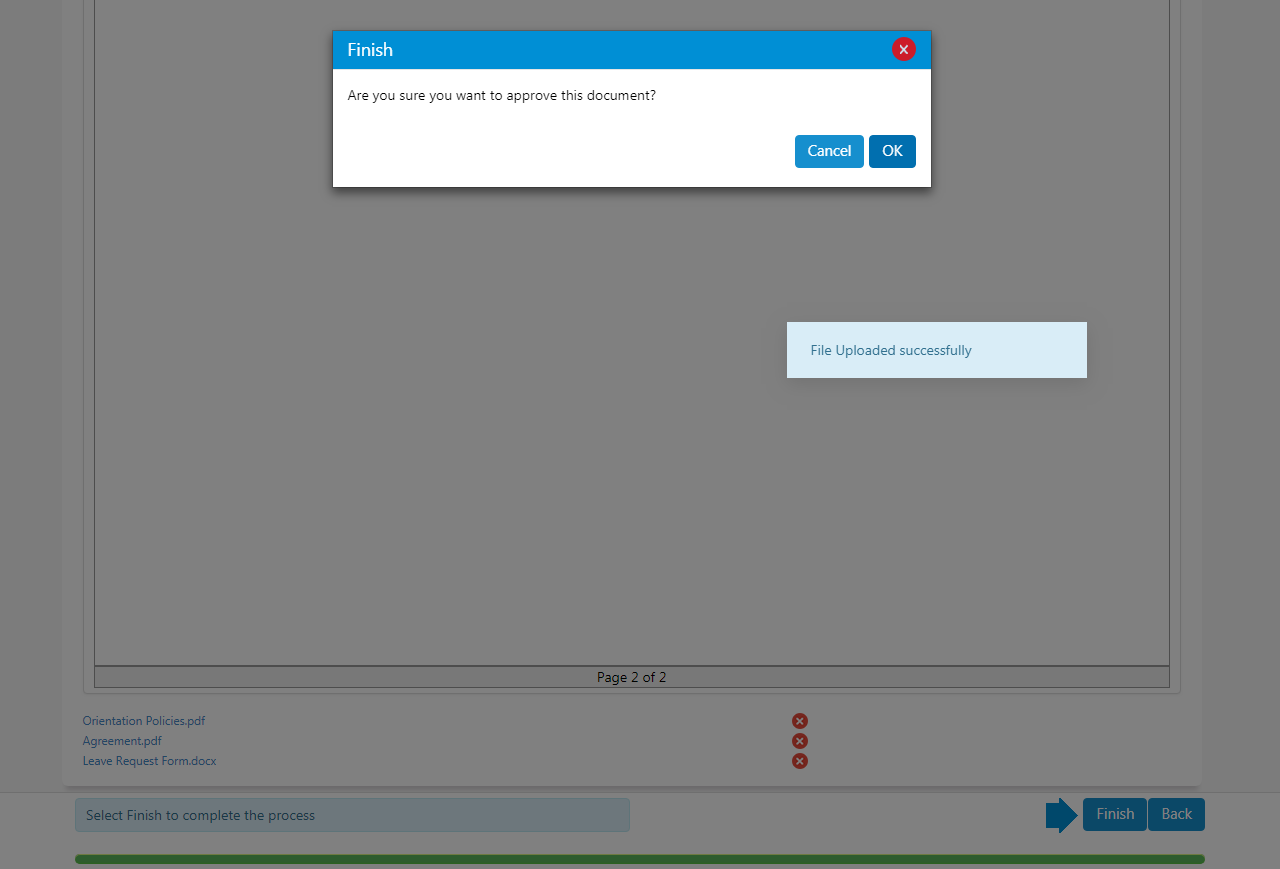 Finish
Are you sure you want to approve this document?
Cancel OK
File Uploaded successfully
Page 2 of 2
Orientation Policies.pdf
Agreement.pdf
Leave Request Form.docx
Select Finish to complete the process
Finish Back